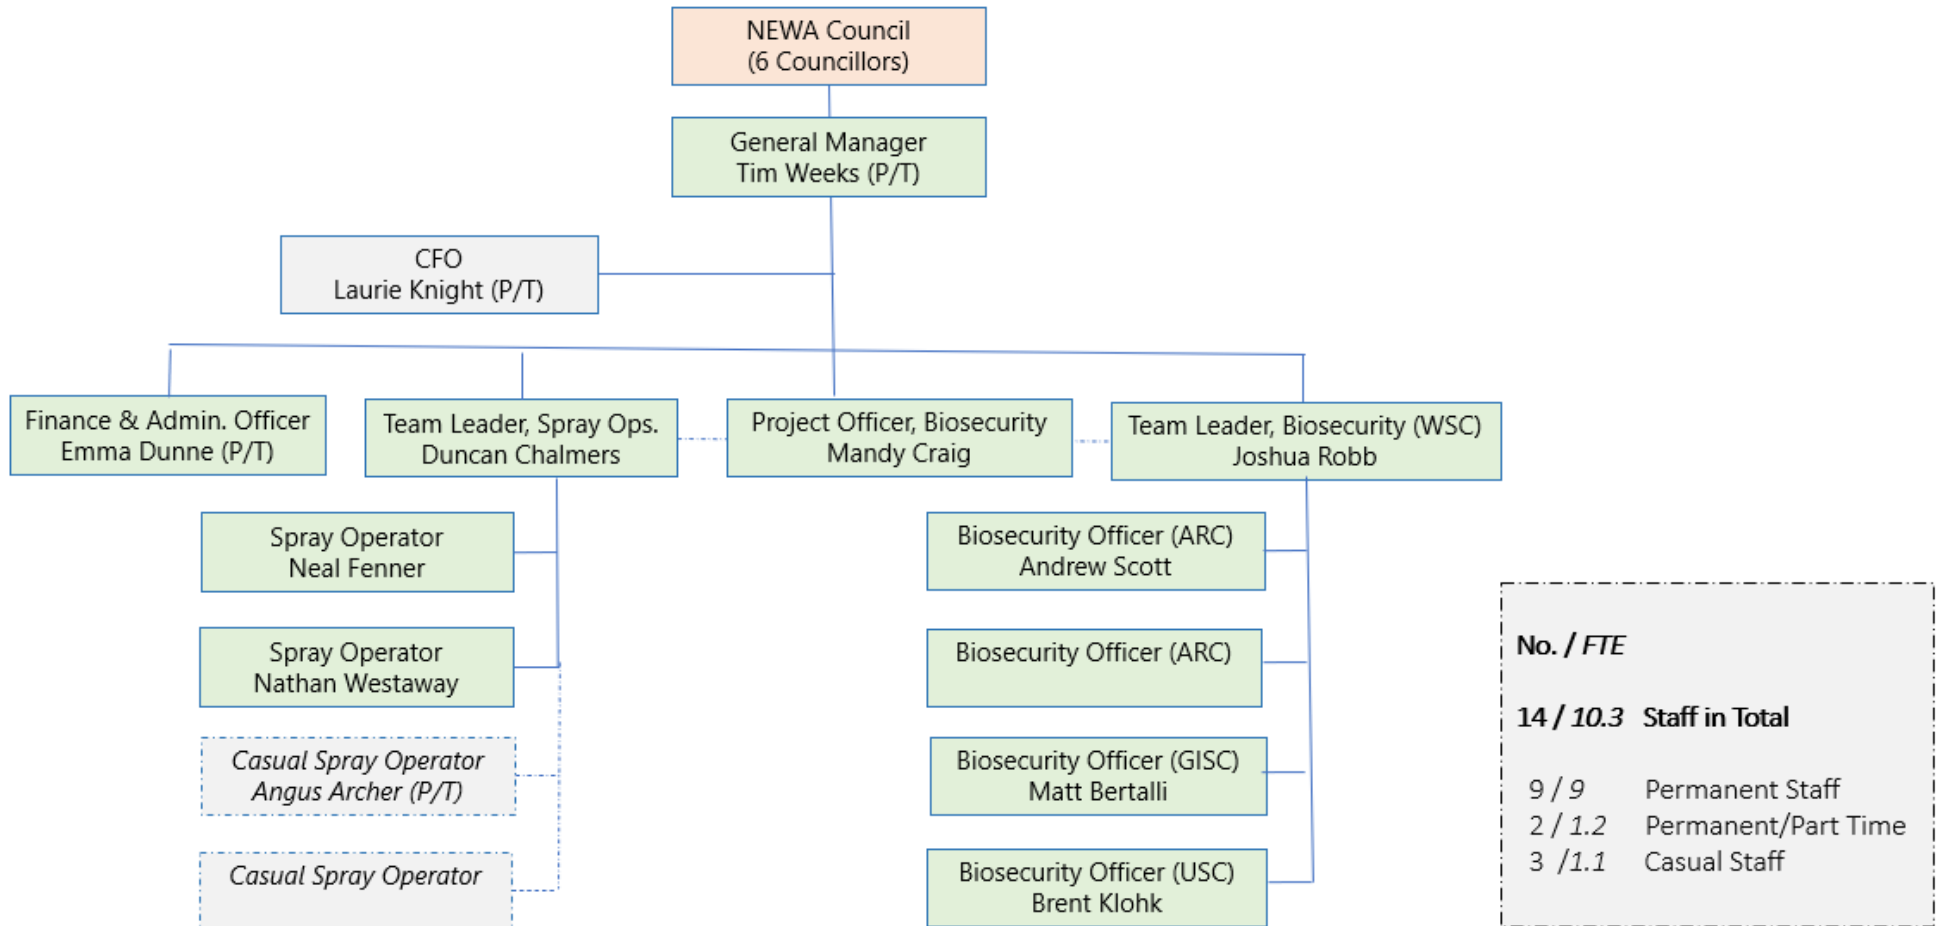 NEWA Council
(6 Councillors)
General Manager
Tim Weeks (P/T)
CFO
Laurie Knight (P/T)
Finance & Admin. Officer
Emma Dunne (P/T)
Team Leader, Spray Ops.
Duncan Chalmers
Project Officer, Biosecurity
Mandy Craig
Team Leader, Biosecurity (WSC)
Joshua Robb
Spray Operator
Neal Fenner
Spray Operator
Nathan Westaway
Casual Spray Operator
Angus Archer (P/T)
Casual Spray Operator
Biosecurity Officer (ARC)
Andrew Scott
Biosecurity Officer (ARC)
Biosecurity Officer (GISC)
Matt Bertalli
Biosecurity Officer (USC)
Brent Klohk
No. / FTE
14 / 10.3 Staff in Total
9 / 9 Permanent Staff
2 / 1.2 Permanent/Part Time
3 /1.1 Casual Staff